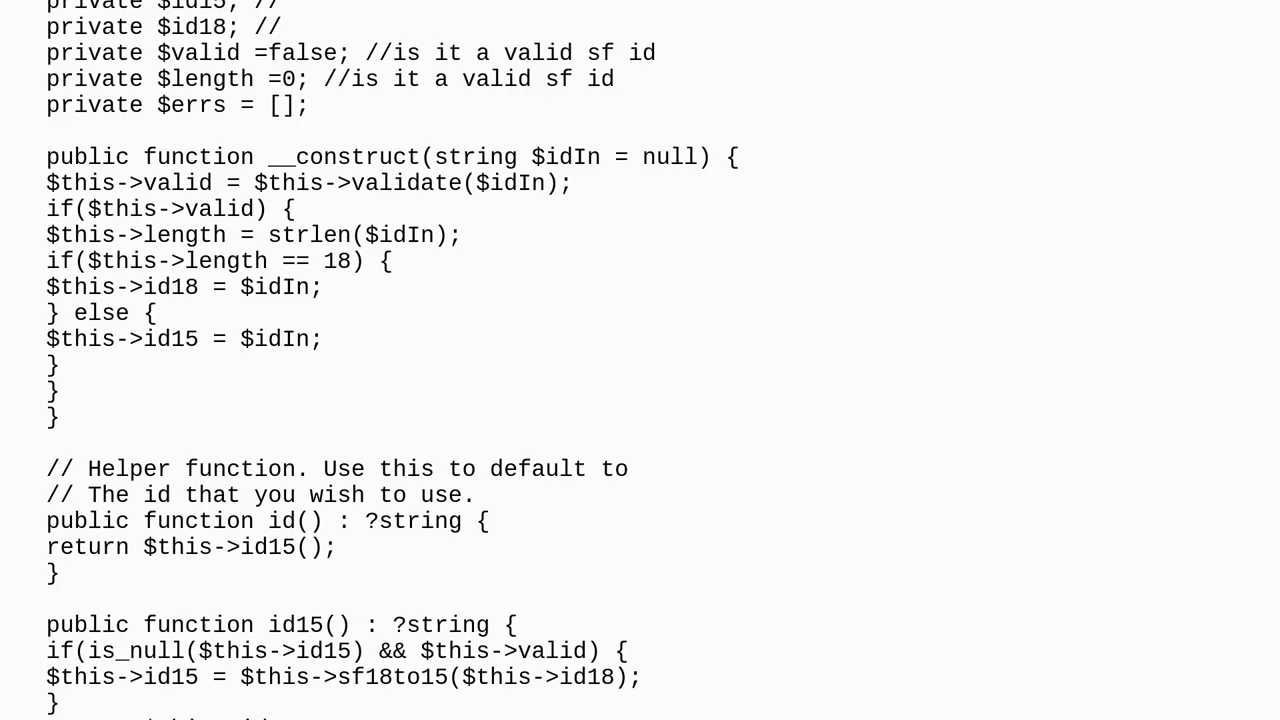 private $id15; //
private $id18; //
private $valid =false; //is it a valid sf id
private $length =0; //is it a valid sf id
private $errs = [];

public function __construct(string $idIn = null) {
$this->valid = $this->validate($idIn);
if($this->valid) {
$this->length = strlen($idIn);
if($this->length == 18) {
$this->id18 = $idIn;
} else {
$this->id15 = $idIn;
}
}
}

// Helper function. Use this to default to
// The id that you wish to use.
public function id() : ?string {
return $this->id15();
}

public function id15() : ?string {
if(is_null($this->id15) && $this->valid) {
$this->id15 = $this->sf18to15($this->id18);
}